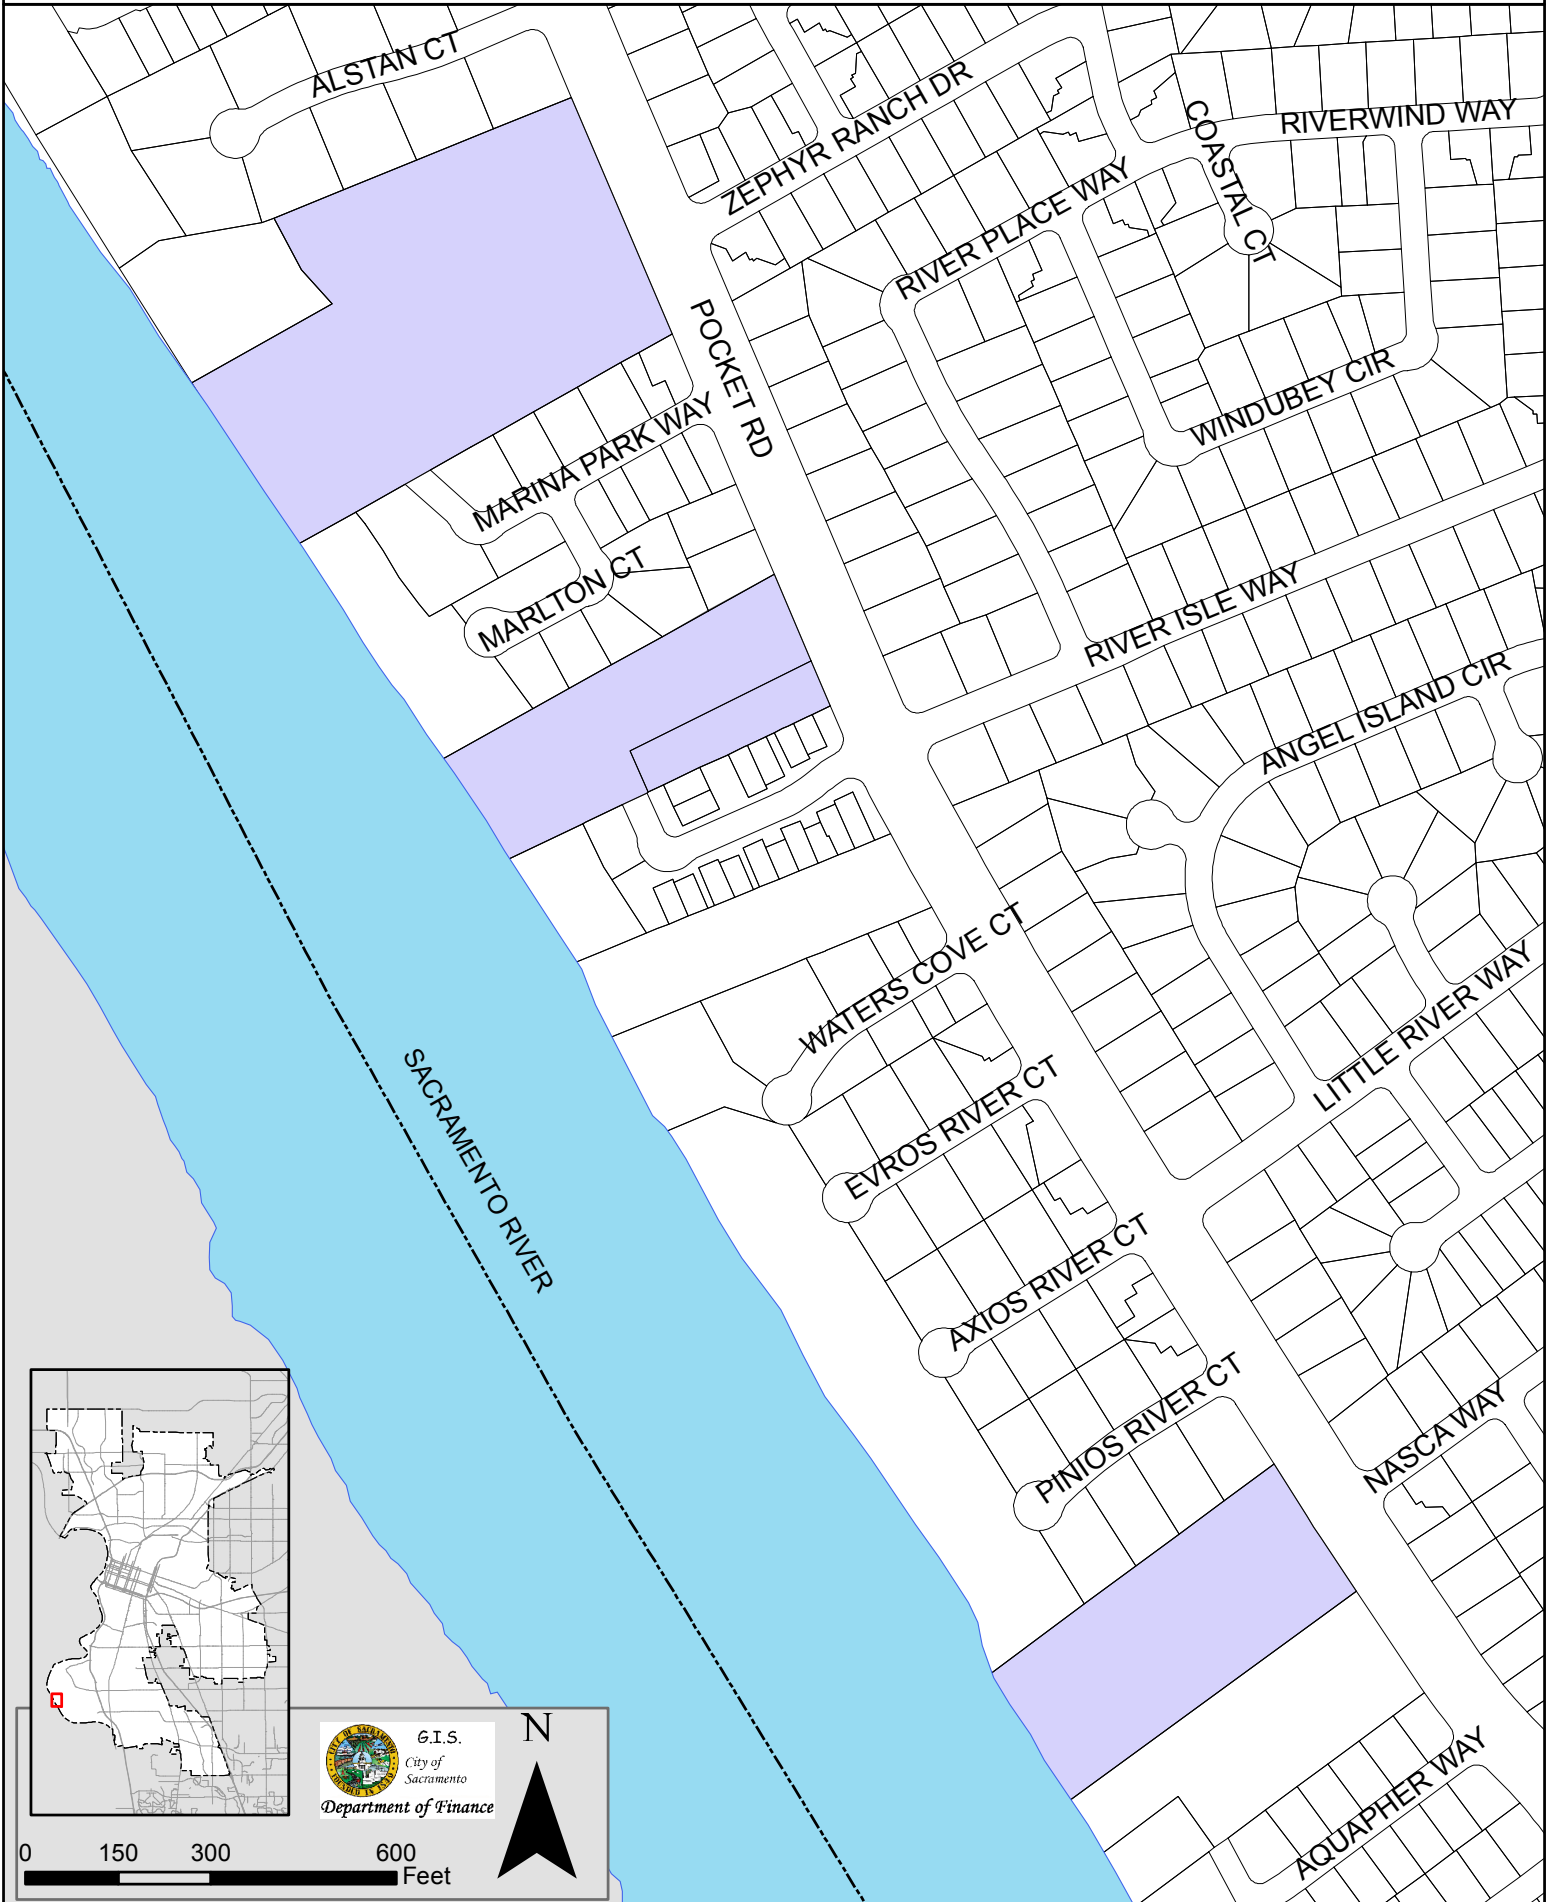 ALSTAN CT
ZEPHYR RANCH DR
COASTAL CT
RIVERWIND WAY
RIVER PLACE WAY
POCKET RD
WINDUBEY CIR
MARINA PARK WAY
MARLTON CT
RIVER ISLE WAY
ANGEL ISLAND CIR
WATERS COVE CT
LITTLE RIVER WAY
SACRAMENTO RIVER
EVROS RIVER CT
AXIOS RIVER CT
PINIOS RIVER CT
NASCA WAY
AQUAPHER WAY
CITY OF SACRAMENTO
G.I.S.
City of
Sacramento
Department of Finance
N
0 150 300 600
Feet